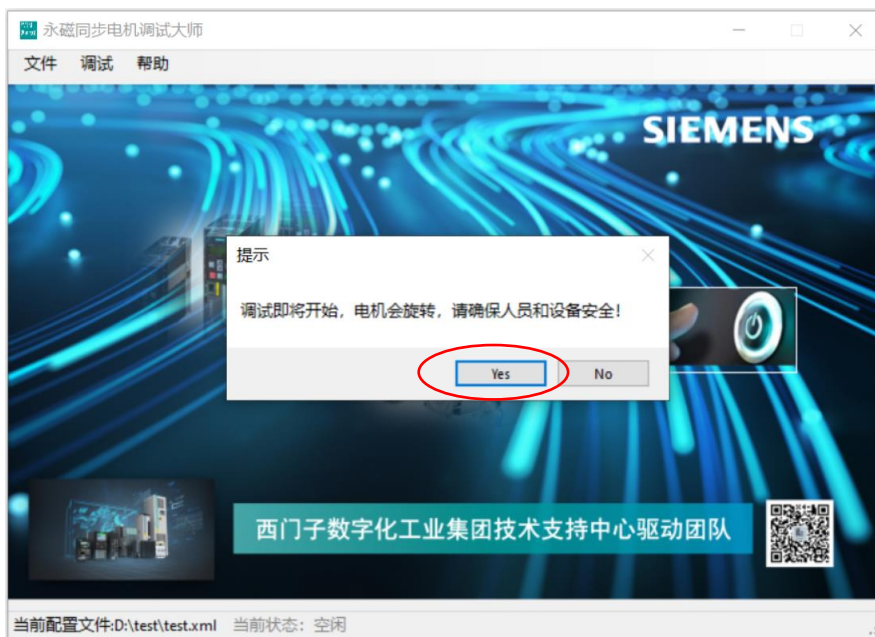 永磁同步电机调试大师
文件 调试 帮助
SIEMENS
提示
调试即将开始，电机会旋转，请确保人员和设备安全！
Yes No
西门子数字化工业集团技术支持中心驱动团队
当前配置文件:D:\test\test.xml 当前状态：空闲